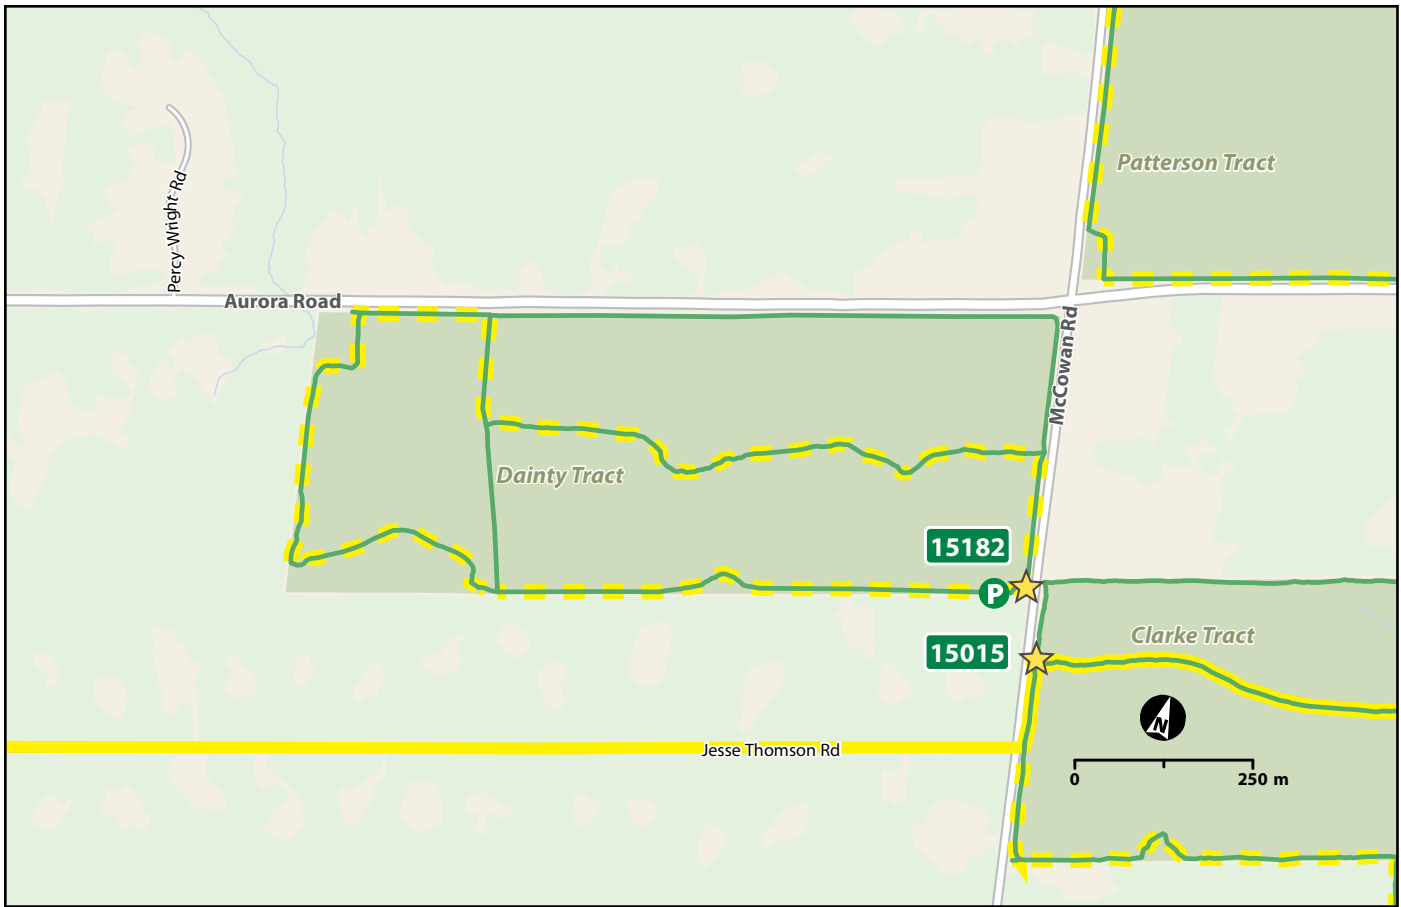 Patterson Tract
Percy Wright Rd
Aurora Road
McCowan Rd
Dainty Tract
15182
P
Clarke Tract
15015
N
Jesse Thomson Rd
0 250 m